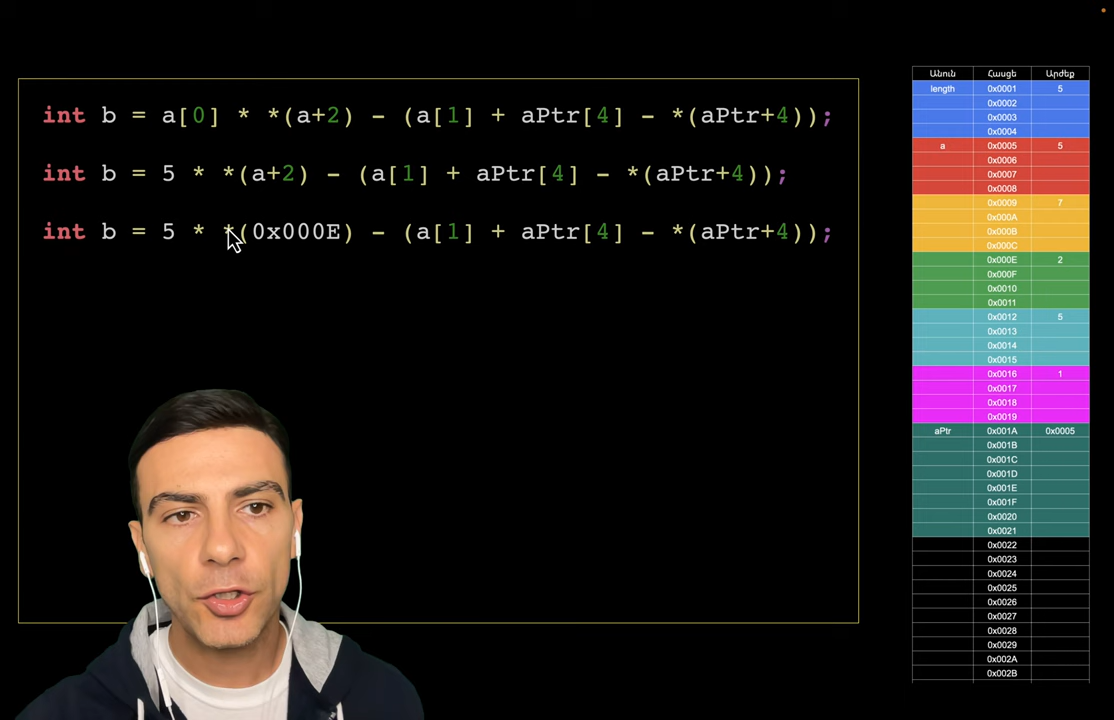 int b = a[0] * *(a+2) - (a[1] + aPtr[4] - *(aPtr+4));
int b = 5 * *(a+2) - (a[1] + aPtr[4] - *(aPtr+4));
int b = 5 * *(0x000E) - (a[1] + aPtr[4] - *(aPtr+4));
Անուն Հասցե Արժեք
length 0x0001 5
0x0002
0x0003
0x0004
a 0x0005 5
0x0006
0x0007
0x0008
0x0009 7
0x000A
0x000B
0x000C
0x000E 2
0x000F
0x0010
0x0011
0x0012 5
0x0013
0x0014
0x0015
0x0016 1
0x0017
0x0018
0x0019
aPtr 0x001A 0x0005
0x001B
0x001C
0x001D
0x001E
0x001F
0x0020
0x0021
0x0022
0x0023
0x0024
0x0025
0x0026
0x0027
0x0028
0x0029
0x002A
0x002B